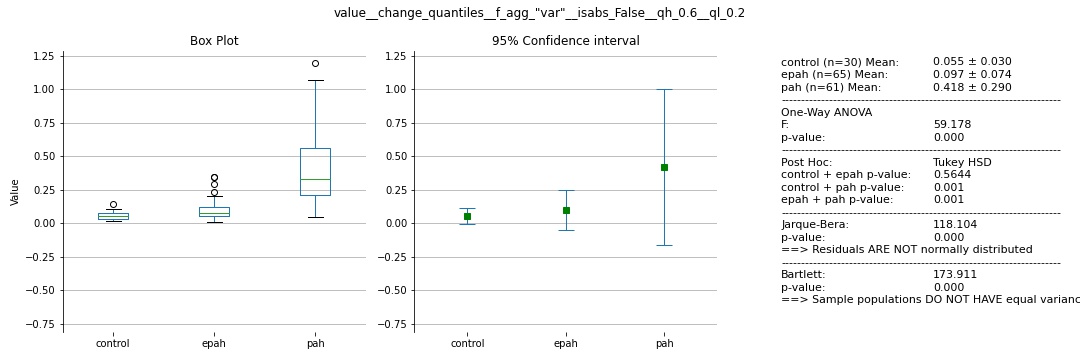 value__change_quantiles__f_agg_"var"__isabs_False__qh_0.6__ql_0.2
Box Plot
Value
1.25
1.00
0.75
0.50
0.25
0.00
−0.25
−0.50
−0.75
control
epah
pah
95% Confidence interval
1.25
1.00
0.75
0.50
0.25
0.00
−0.25
−0.50
−0.75
control
epah
pah
control (n=30) Mean: 0.055 ± 0.030
epah (n=65) Mean: 0.097 ± 0.074
pah (n=61) Mean: 0.418 ± 0.290
One-Way ANOVA
F: 59.178
p-value: 0.000
Post Hoc: Tukey HSD
control + epah p-value: 0.5644
control + pah p-value: 0.001
epah + pah p-value: 0.001
Jarque-Bera: 118.104
p-value: 0.000
==> Residuals ARE NOT normally distributed
Bartlett: 173.911
p-value: 0.000
==> Sample populations DO NOT HAVE equal varianc